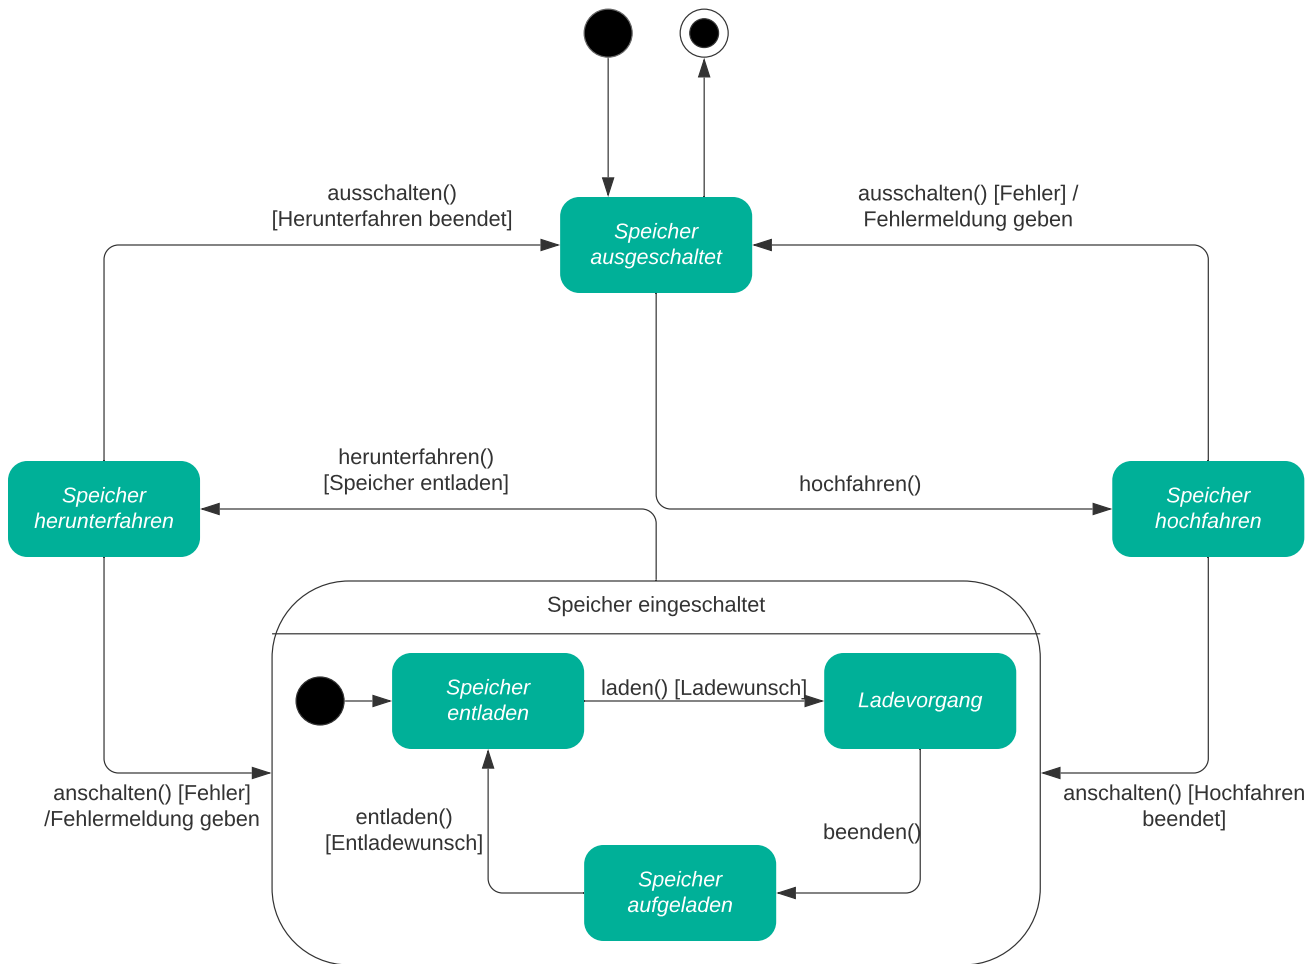 ausschalten()
[Herunterfahren beendet]
ausschalten() [Fehler] /
Fehlermeldung geben
Speicher
ausgeschaltet
herunterfahren()
[Speicher entladen]
hochfahren()
Speicher
herunterfahren
Speicher
hochfahren
Speicher eingeschaltet
Speicher
entladen
laden() [Ladewunsch]
Ladevorgang
anschalten() [Fehler]
/Fehlermeldung geben
anschalten() [Hochfahren
beendet]
entladen()
[Entladewunsch]
beenden()
Speicher
aufgeladen